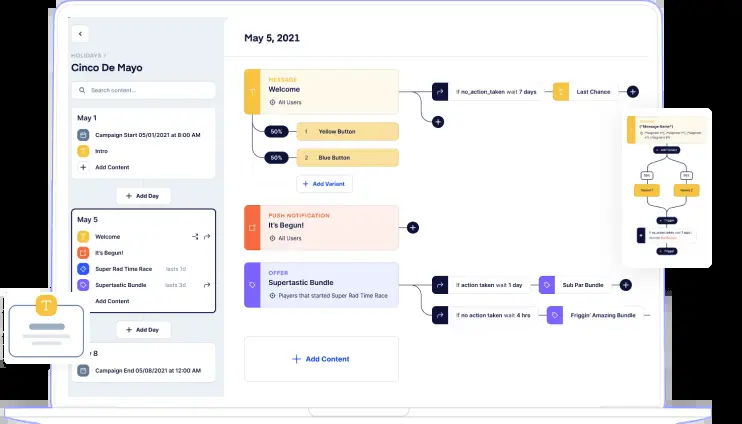 HOLIDAYS /
Cinco De Mayo
Search content...
May 1
Campaign Start 05/01/2021 at 8:00 AM
Intro
Add Content
Add Day
May 5
Welcome
It's Begun!
Super Rad Time Race lasts 1d
Supertastic Bundle lasts 3d
Add Content
Add Day
8
Campaign End 05/08/2021 at 12:00 AM
May 5, 2021
MESSAGE
Welcome
All Users
If no_action_taken wait 7 days
Last Chance
50% 1 Yellow Button
50% 2 Blue Button
Add Variant
PUSH NOTIFICATION
It's Begun!
All Users
OFFER
Supertastic Bundle
Players that started Super Rad Time Race
If action taken wait 1 day
Sub Par Bundle
If no action taken wait 4 hrs
Friggin' Amazing Bundle
Add Content
T